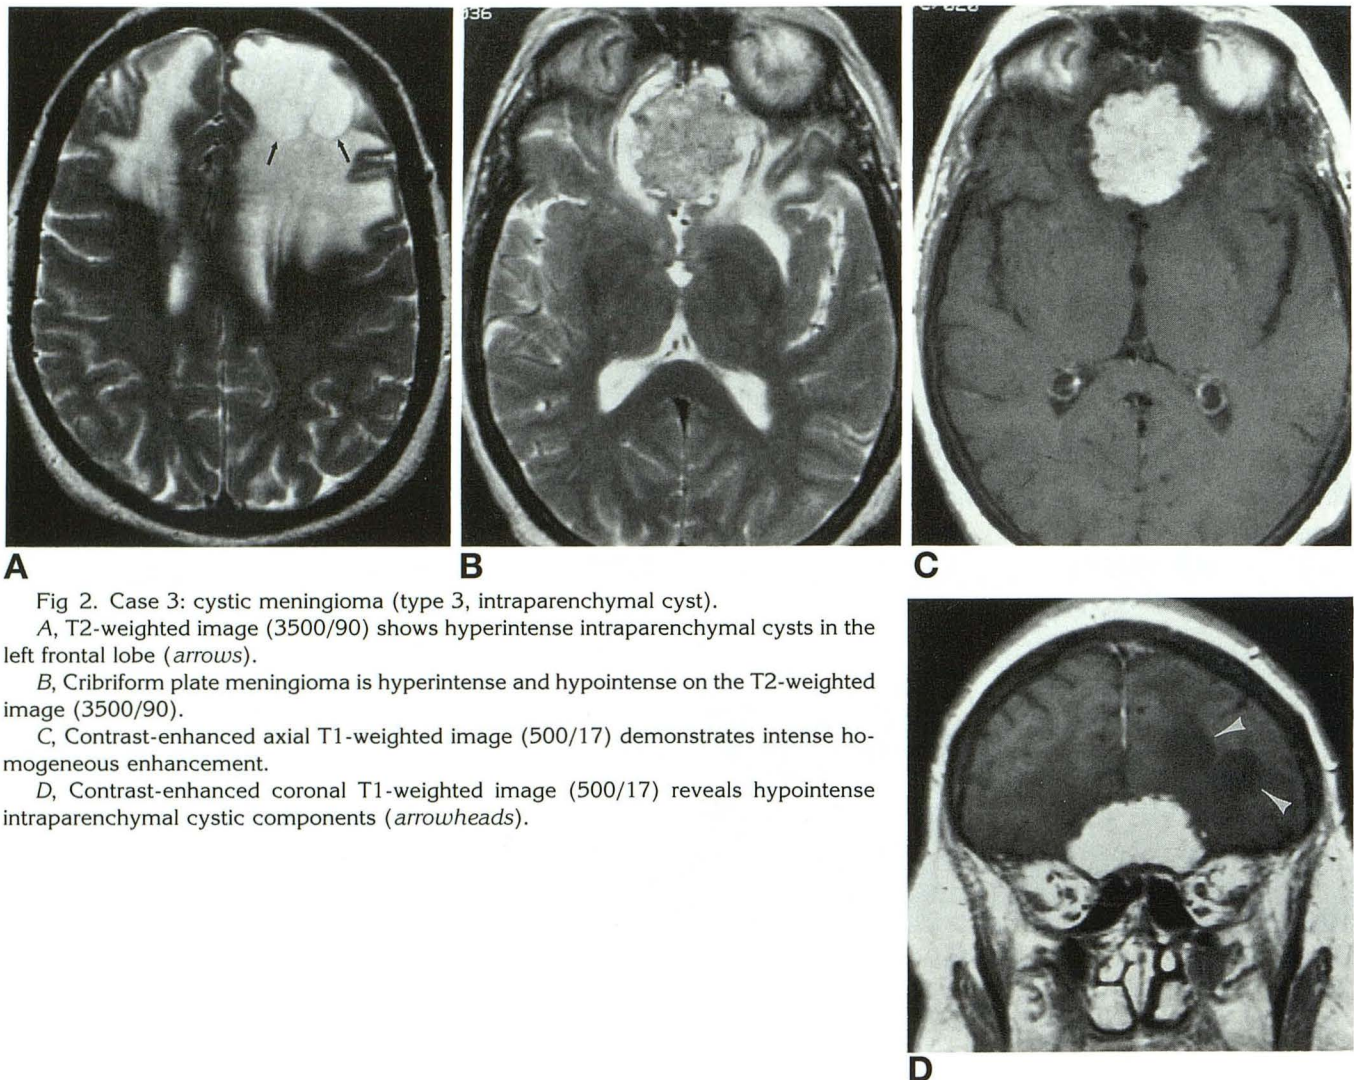 036
A
B
C
Fig 2. Case 3: cystic meningioma (type 3, intraparenchymal cyst).
A, T2-weighted image (3500/90) shows hyperintense intraparenchymal cysts in the
left frontal lobe (arrows).
B, Cribriform plate meningioma is hyperintense and hypointense on the T2-weighted
image (3500/90).
C, Contrast-enhanced axial T1-weighted image (500/17) demonstrates intense ho-
mogeneous enhancement.
D, Contrast-enhanced coronal T1-weighted image (500/17) reveals hypointense
intraparenchymal cystic components (arrowheads).
D